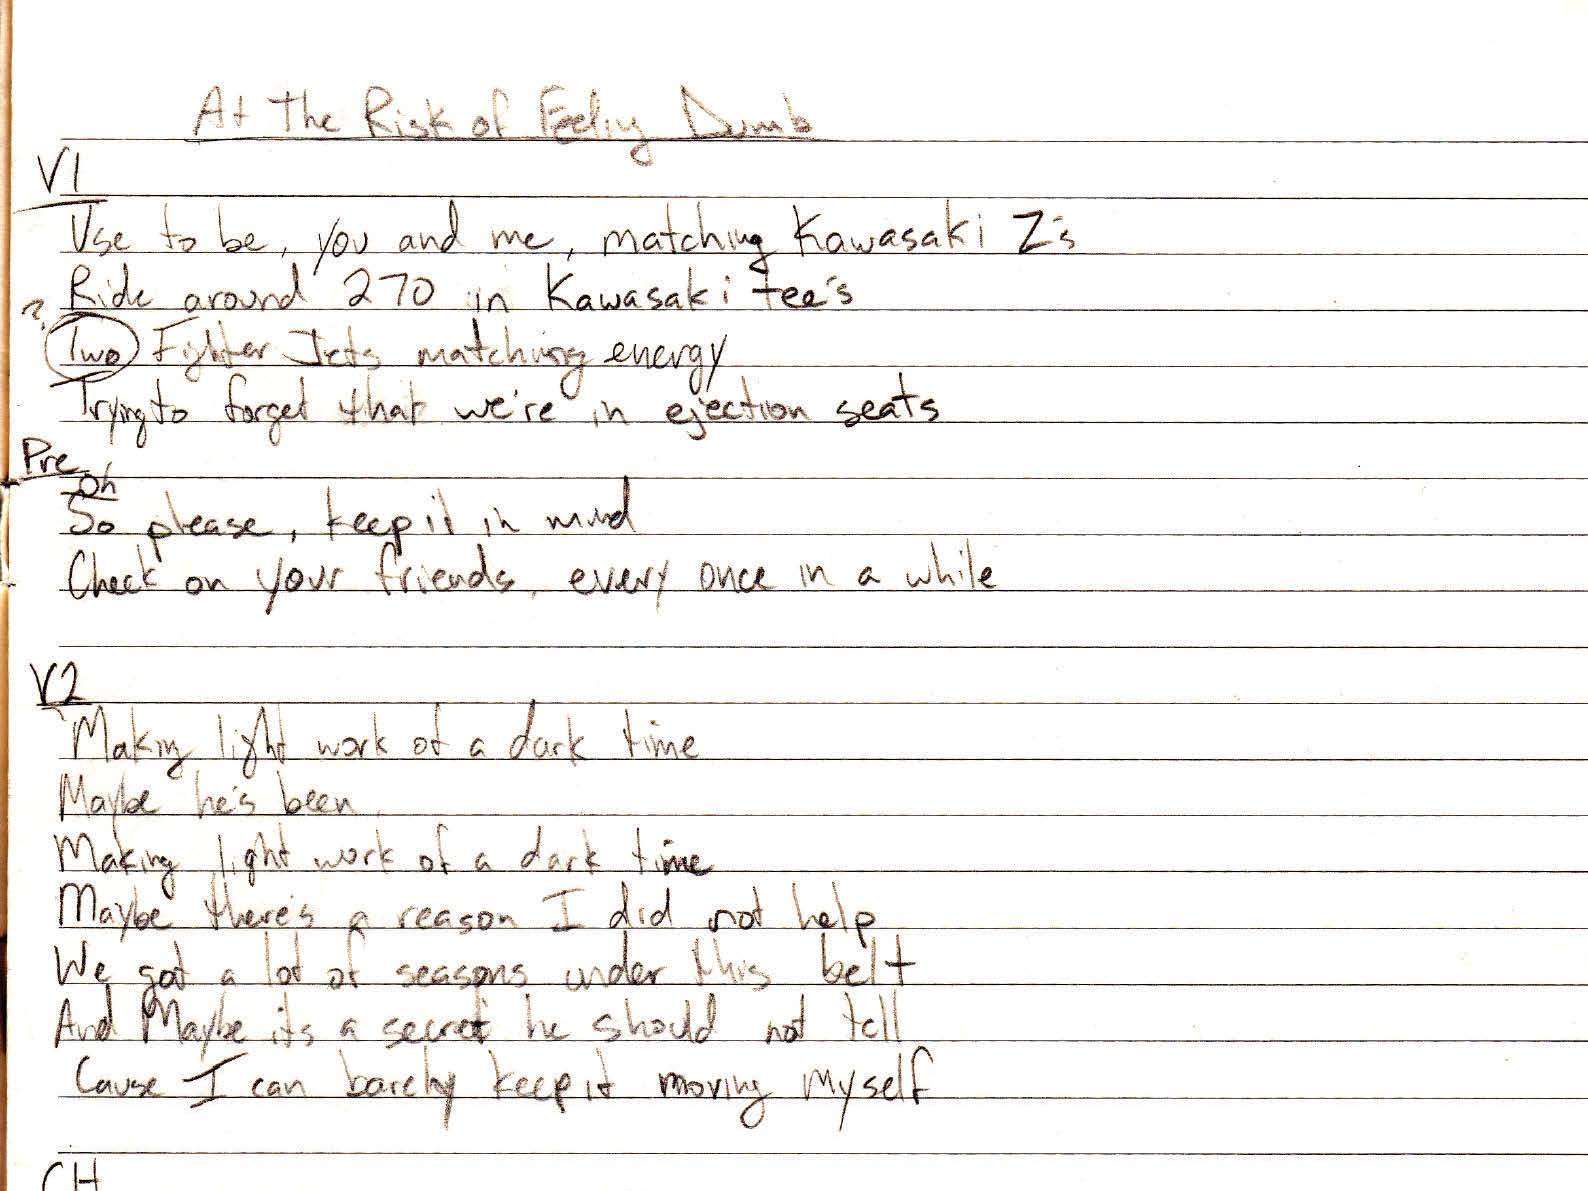 At The Risk of Feeling Dumb
V1
Use to be, you and me, matching Kawasaki Z's
Ride around 270 in Kawasaki tee's
?
Two Fighter Jets matching energy
Trying to forget that we're in ejection seats
Pre
Oh
So please, keep it in mind
Check on your friends, every once in a while
V2
Making light work of a dark time
Maybe he's been
Making light work of a dark time
Maybe there's a reason I did not help
We got a lot of seasons under this belt
And Maybe its a secret he should not tell
Cause I can barely keep it moving myself
CH